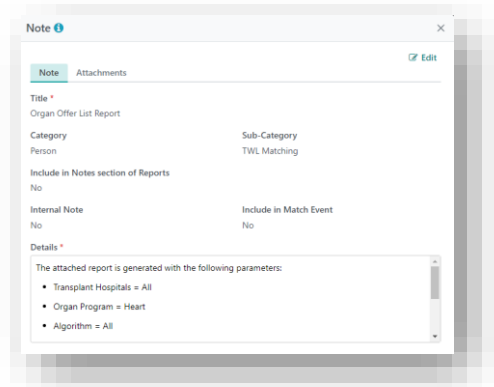 Note
Edit
Note Attachments
Title *
Organ Offer List Report
Category Sub-Category
Person TWL Matching
Include in Notes section of Reports
No
Internal Note Include in Match Event
No No
Details *
The attached report is generated with the following parameters:
• Transplant Hospitals = All
• Organ Program = Heart
• Algorithm = All